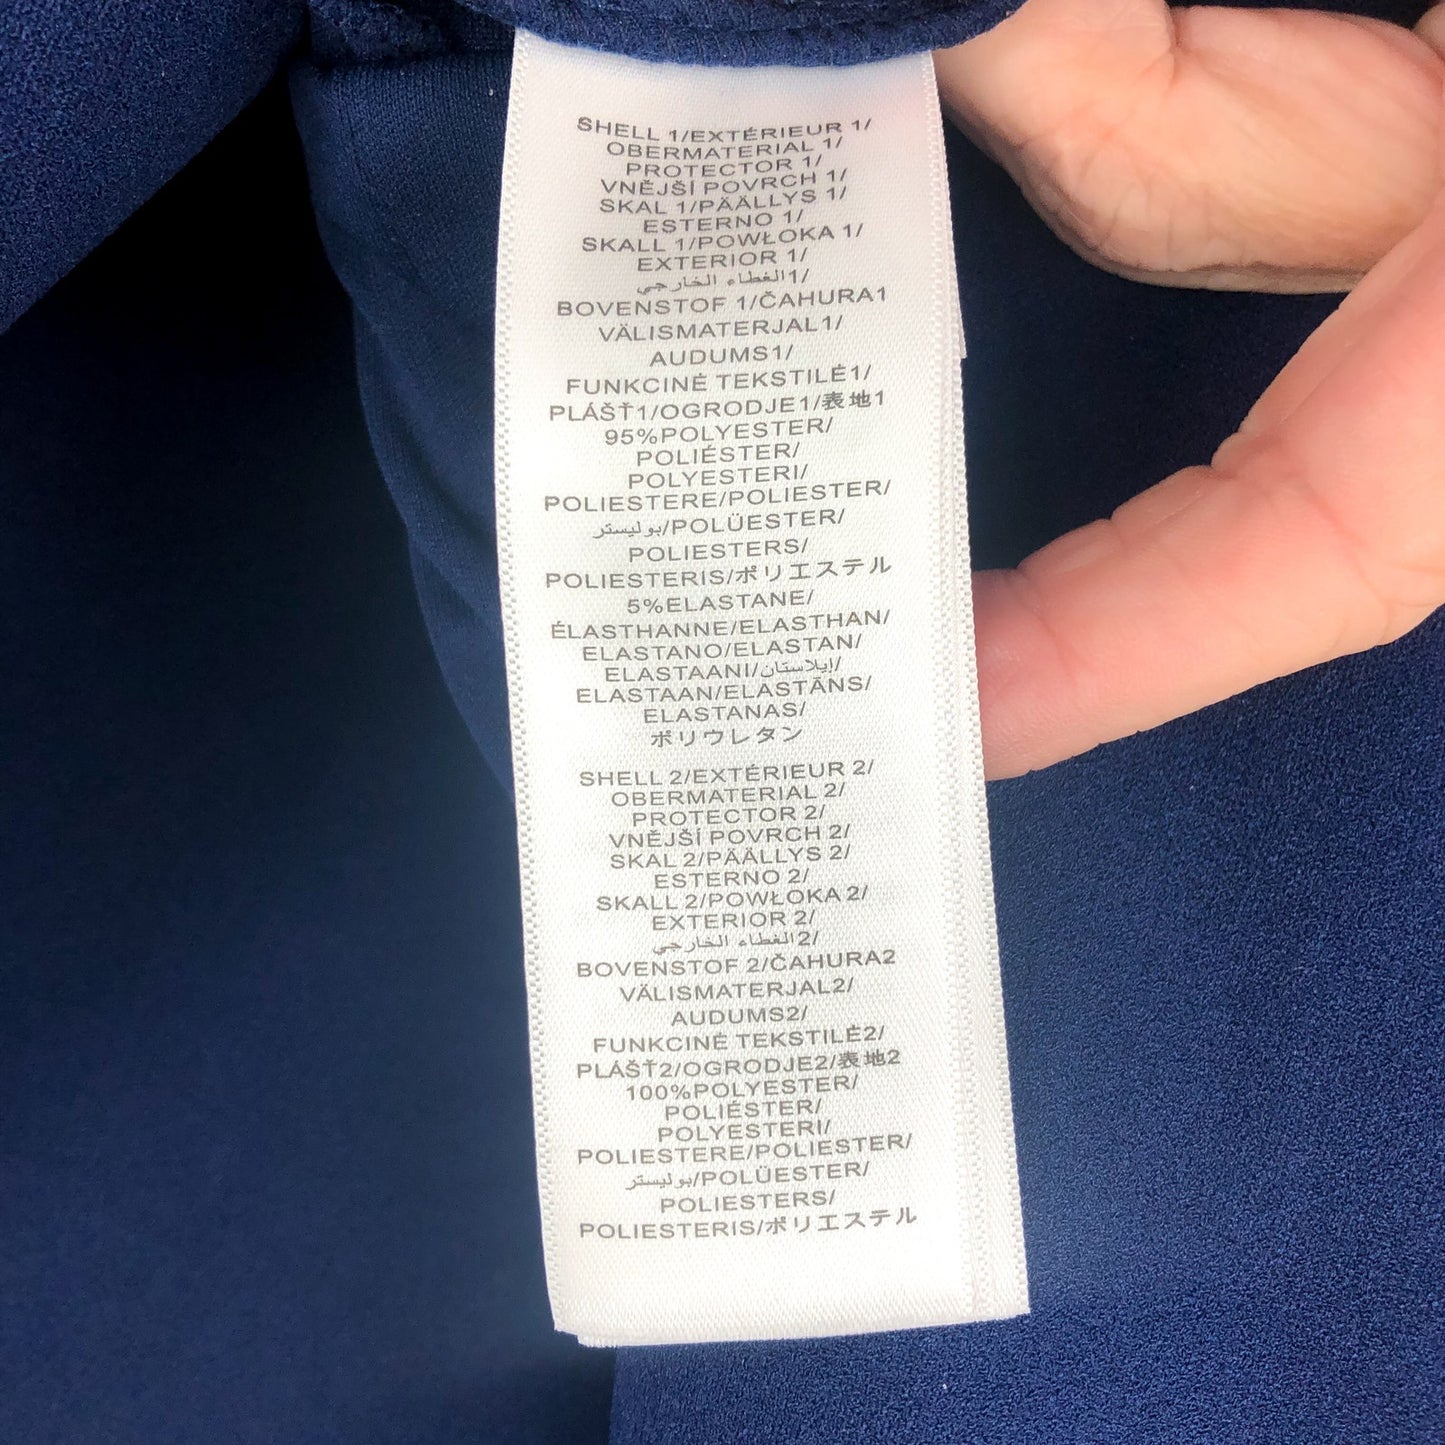 SHELL 1/EXTÉRIEUR 1/
OBERMATERIAL 1/
PROTECTOR 1/
VNĚJŠÍ POVRCH 1/
SKAL 1/PÄÄLLYS 1/
ESTERNO 1/
SKALL 1/POWŁOKA 1/
EXTERIOR 1/
الغطاء الخارجي1/
BOVENSTOF 1/ČAHURA1
VÄLISMATERJAL1/
AUDUMS1/
FUNKCINĖ TEKSTILĖ1/
PLÁŠŤ1/OGRODJE1/表地1
95%POLYESTER/
POLIÉSTER/
POLYESTERI/
POLIESTERE/POLIESTER/
بوليستر/POLÜESTER/
POLIESTERS/
POLIESTERIS/ポリエステル
5%ELASTANE/
ÉLASTHANNE/ELASTHAN/
ELASTANO/ELASTAN/
ELASTAANI/إيلاستان/
ELASTAAN/ELASTĀNS/
ELASTANAS/
ポリウレタン
SHELL 2/EXTÉRIEUR 2/
OBERMATERIAL 2/
PROTECTOR 2/
VNĚJŠÍ POVRCH 2/
SKAL 2/PÄÄLLYS 2/
ESTERNO 2/
SKALL 2/POWŁOKA 2/
EXTERIOR 2/
الغطاء الخارجي2/
BOVENSTOF 2/ČAHURA2
VÄLISMATERJAL2/
AUDUMS2/
FUNKCINĖ TEKSTILĖ2/
PLÁŠŤ2/OGRODJE2/表地2
100%POLYESTER/
POLIÉSTER/
POLYESTERI/
POLIESTERE/POLIESTER/
بوليستر/POLÜESTER/
POLIESTERS/
POLIESTERIS/ポリエステル